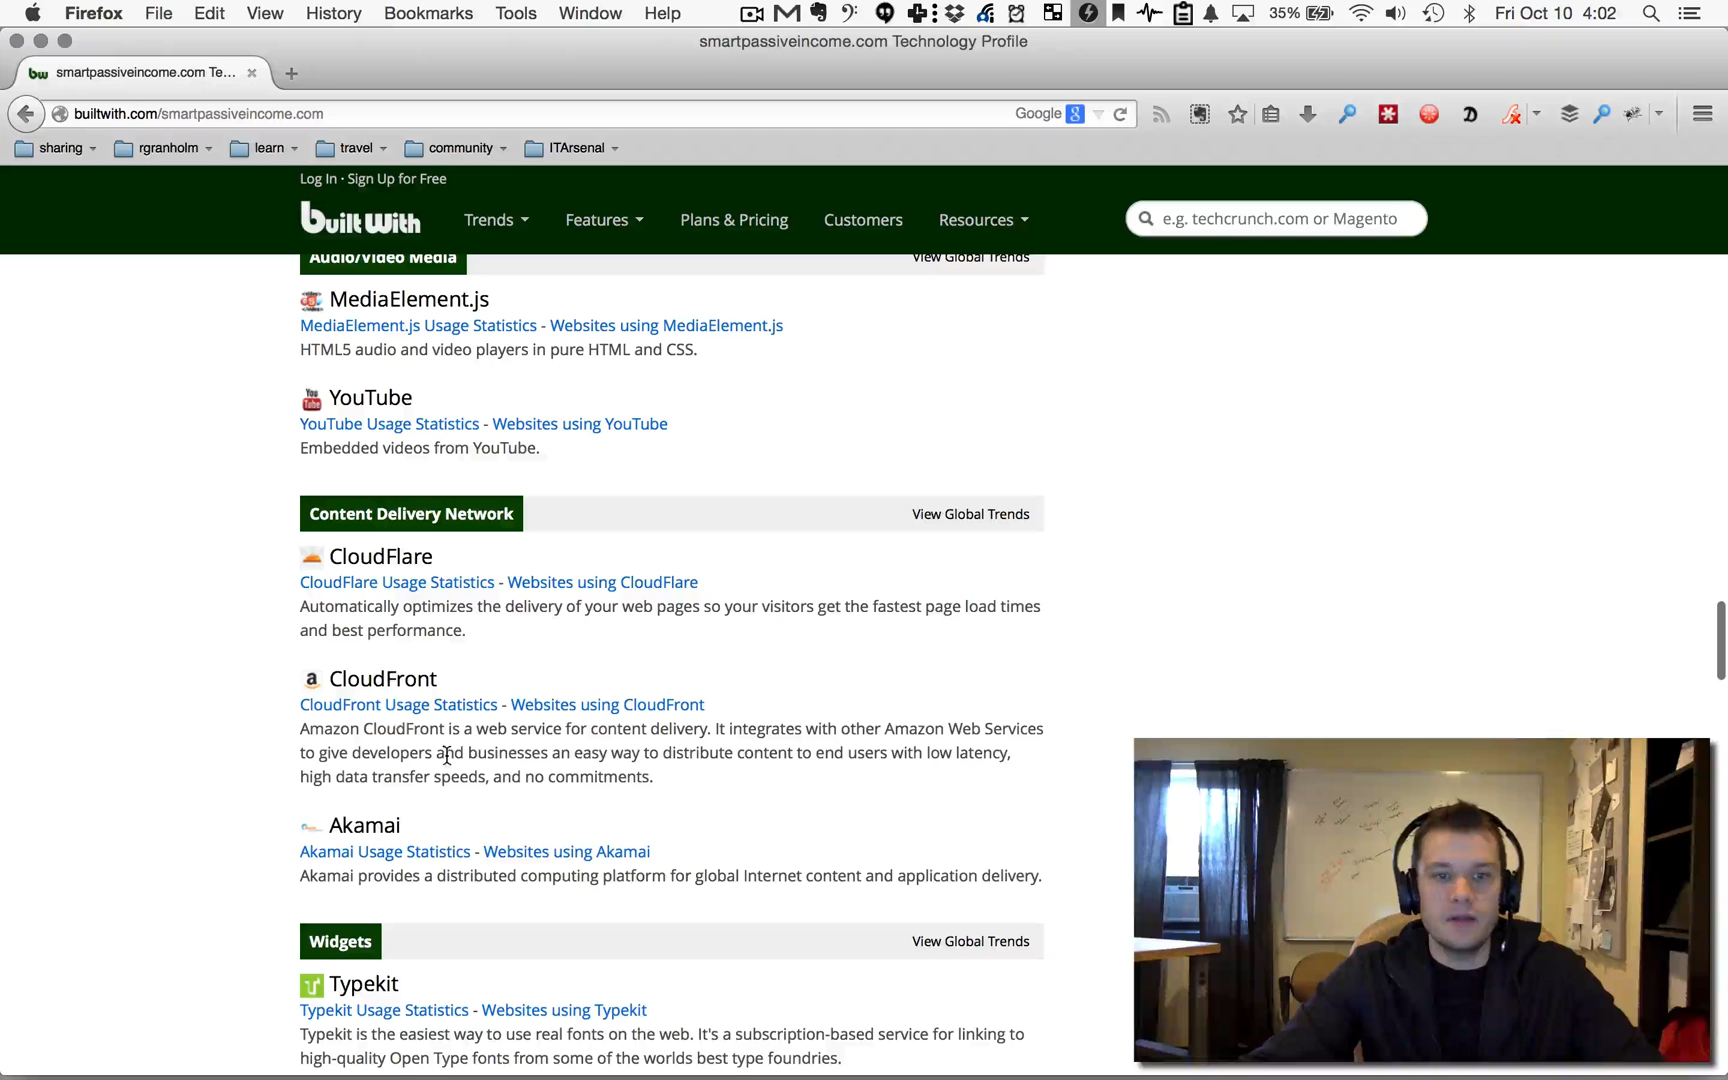 Firefox File Edit View History Bookmarks Tools Window Help 35% Fri Oct 10 4:02
smartpassiveincome.com Technology Profile
bw smartpassiveincome.com Te...
builtwith.com/smartpassiveincome.com Google 8
sharing rgranholm learn travel community ITArsenal
Log In · Sign Up for Free
builtwith Trends Features Plans & Pricing Customers Resources e.g. techcrunch.com or Magento
Audio/Video Media View Global Trends
MediaElement.js
MediaElement.js Usage Statistics - Websites using MediaElement.js
HTML5 audio and video players in pure HTML and CSS.
You Tube YouTube
YouTube Usage Statistics - Websites using YouTube
Embedded videos from YouTube.
Content Delivery Network View Global Trends
CloudFlare
CloudFlare Usage Statistics - Websites using CloudFlare
Automatically optimizes the delivery of your web pages so your visitors get the fastest page load times
and best performance.
a CloudFront
CloudFront Usage Statistics - Websites using CloudFront
Amazon CloudFront is a web service for content delivery. It integrates with other Amazon Web Services
to give developers and businesses an easy way to distribute content to end users with low latency,
high data transfer speeds, and no commitments.
Akamai
Akamai Usage Statistics - Websites using Akamai
Akamai provides a distributed computing platform for global Internet content and application delivery.
Widgets View Global Trends
Typekit
Typekit Usage Statistics - Websites using Typekit
Typekit is the easiest way to use real fonts on the web. It's a subscription-based service for linking to
high-quality Open Type fonts from some of the worlds best type foundries.